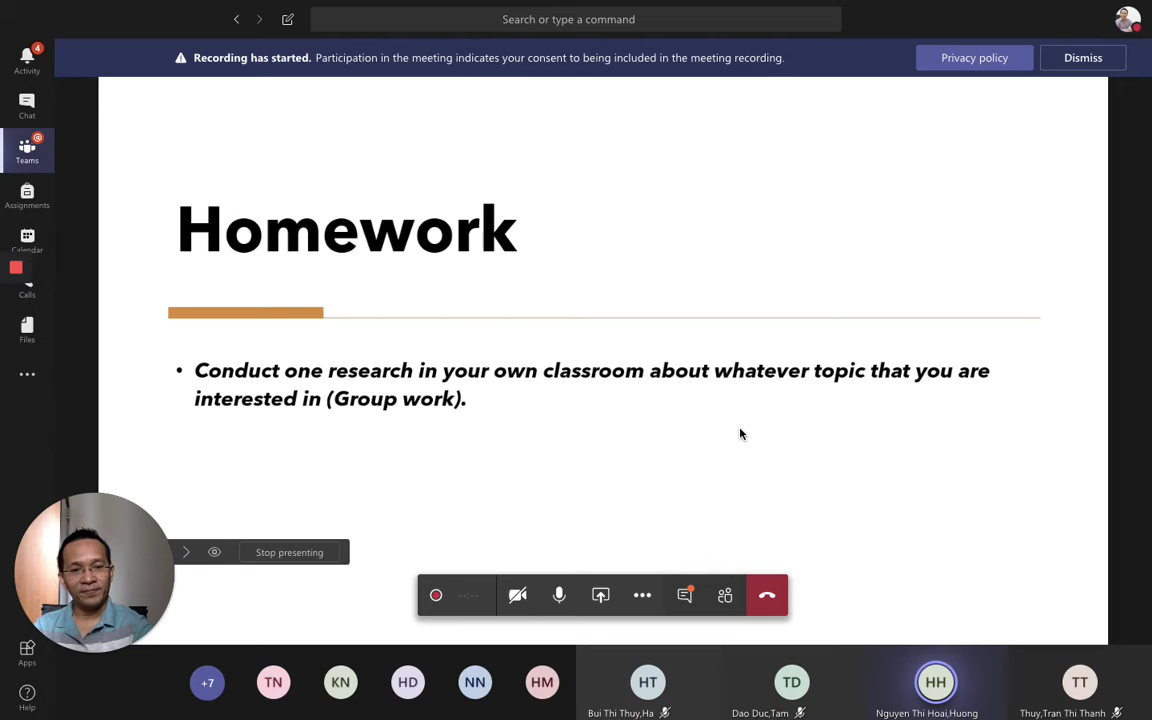 Search or type a command
4
Activity
Recording has started. Participation in the meeting indicates your consent to being included in the meeting recording.
Privacy policy
Dismiss
Chat
Teams
Assignments
Calendar
Calls
Files
Homework
• Conduct one research in your own classroom about whatever topic that you are
interested in (Group work).
Stop presenting
--:--
Apps
Help
+7
TN
KN
HD
NN
HM
HT
TD
HH
TT
Bui Thi Thuy,Ha
Dao Duc,Tam
Nguyen Thi Hoai,Huong
Thuy,Tran Thi Thanh